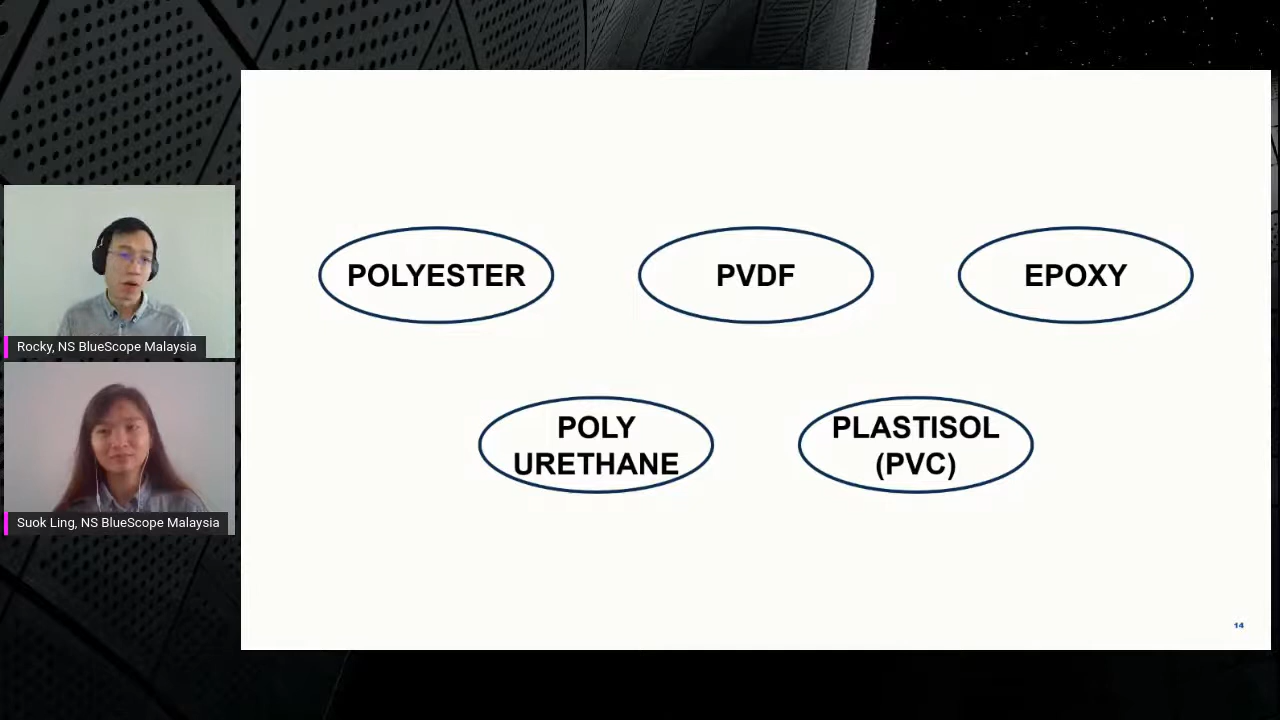 Rocky, NS BlueScope Malaysia
Suok Ling, NS BlueScope Malaysia
POLYESTER
PVDF
EPOXY
POLY
URETHANE
PLASTISOL
(PVC)
14